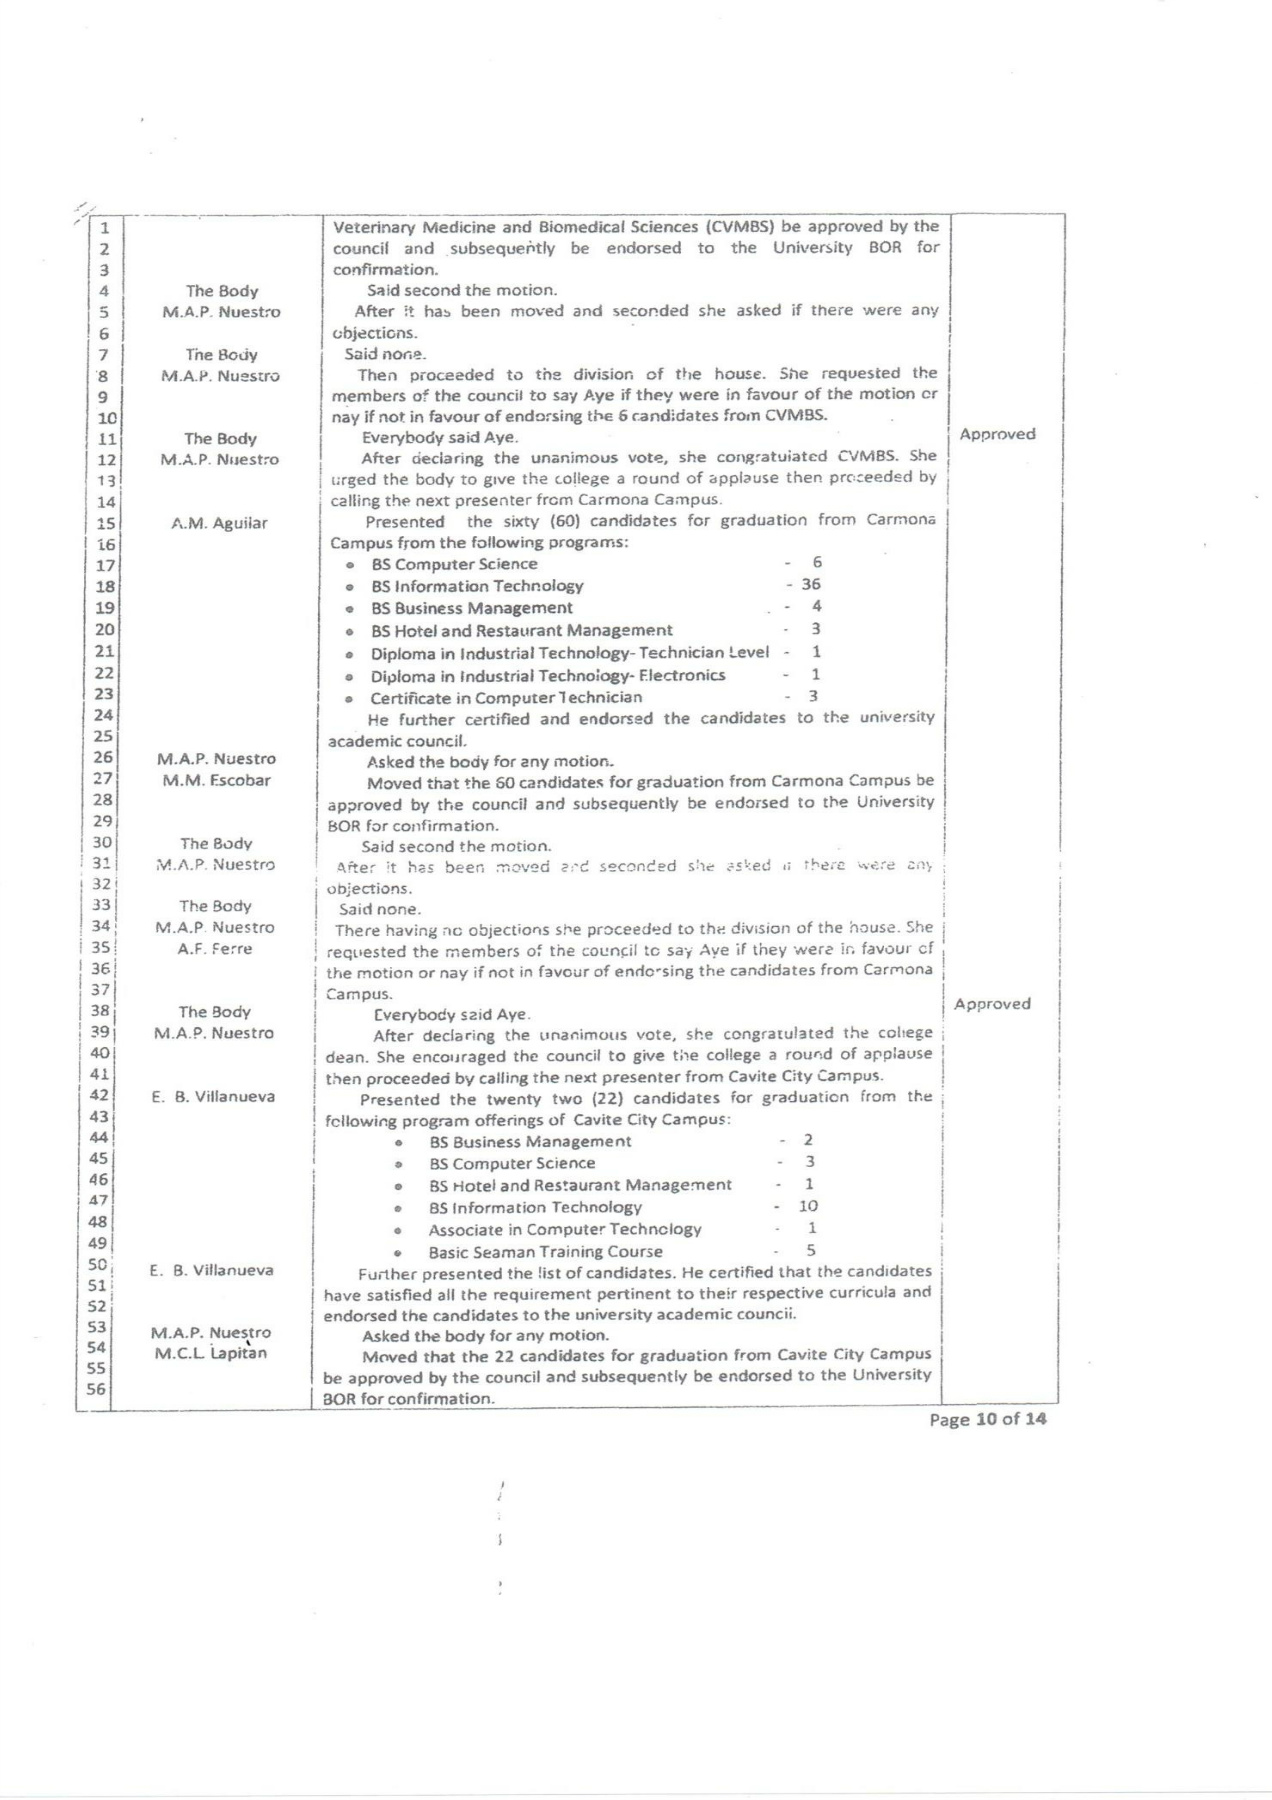 1 Veterinary Medicine and Biomedical Sciences (CVMBS) be approved by the
2 council and subsequently be endorsed to the University BOR for
3 confirmation.
4 The Body Said second the motion.
5 M.A.P. Nuestro After it has been moved and seconded she asked if there were any
6 objections.
7 The Body Said none.
8 M.A.P. Nuestro Then proceeded to the division of the house. She requested the
9 members of the council to say Aye if they were in favour of the motion or
10 nay if not in favour of endorsing the 6 candidates from CVMBS.
11 The Body Everybody said Aye. Approved
12 M.A.P. Nuestro After declaring the unanimous vote, she congratulated CVMBS. She
13 urged the body to give the college a round of applause then proceeded by
14 calling the next presenter from Carmona Campus.
15 A.M. Aguilar Presented the sixty (60) candidates for graduation from Carmona
16 Campus from the following programs:
17 • BS Computer Science - 6
18 • BS Information Technology - 36
19 • BS Business Management - 4
20 • BS Hotel and Restaurant Management - 3
21 • Diploma in Industrial Technology- Technician Level - 1
22 • Diploma in Industrial Technology- Electronics - 1
23 • Certificate in Computer Technician - 3
24 He further certified and endorsed the candidates to the university
25 academic council.
26 M.A.P. Nuestro Asked the body for any motion.
27 M.M. Escobar Moved that the 60 candidates for graduation from Carmona Campus be
28 approved by the council and subsequently be endorsed to the University
29 BOR for confirmation.
30 The Body Said second the motion.
31 M.A.P. Nuestro After it has been moved and seconded she asked if there were any
32 objections.
33 The Body Said none.
34 M.A.P. Nuestro There having no objections she proceeded to the division of the house. She
35 A.F. Ferre requested the members of the council to say Aye if they were in favour of
36 the motion or nay if not in favour of endorsing the candidates from Carmona
37 Campus.
38 The Body Everybody said Aye. Approved
39 M.A.P. Nuestro After declaring the unanimous vote, she congratulated the college
40 dean. She encouraged the council to give the college a round of applause
41 then proceeded by calling the next presenter from Cavite City Campus.
42 E. B. Villanueva Presented the twenty two (22) candidates for graduation from the
43 following program offerings of Cavite City Campus:
44 • BS Business Management - 2
45 • BS Computer Science - 3
46 • BS Hotel and Restaurant Management - 1
47 • BS Information Technology - 10
48 • Associate in Computer Technology - 1
49 • Basic Seaman Training Course - 5
50 E. B. Villanueva Further presented the list of candidates. He certified that the candidates
51 have satisfied all the requirement pertinent to their respective curricula and
52 endorsed the candidates to the university academic council.
53 M.A.P. Nuestro Asked the body for any motion.
54 M.C.L. Lapitan Moved that the 22 candidates for graduation from Cavite City Campus
55 be approved by the council and subsequently be endorsed to the University
56 BOR for confirmation.
Page 10 of 14